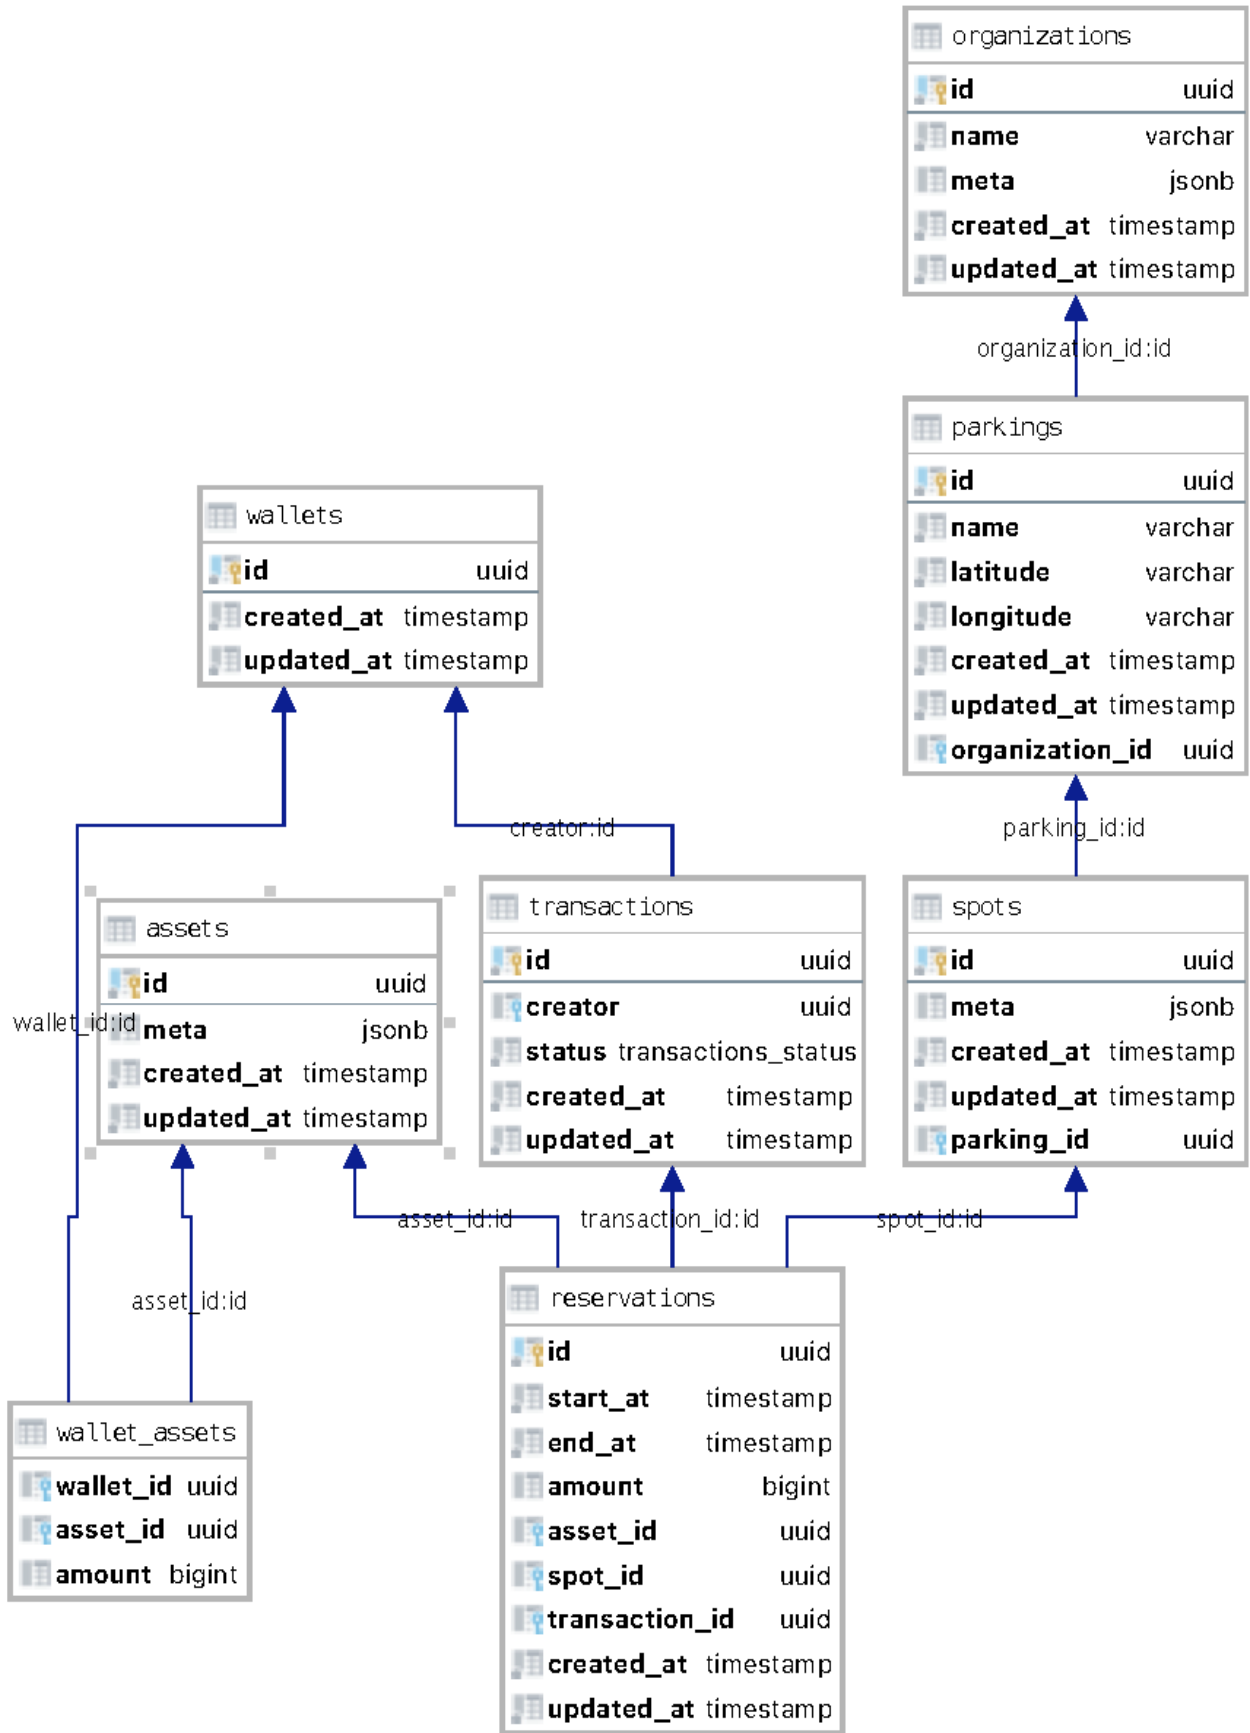 organizations
id uuid
name varchar
meta jsonb
created_at timestamp
updated_at timestamp
organization_id:id
parkings
id uuid
name varchar
latitude varchar
longitude varchar
created_at timestamp
updated_at timestamp
organization_id uuid
wallets
id uuid
created_at timestamp
updated_at timestamp
creator:id
parking_id:id
assets
id uuid
meta jsonb
created_at timestamp
updated_at timestamp
wallet_id:id
transactions
id uuid
creator uuid
status transactions_status
created_at timestamp
updated_at timestamp
spots
id uuid
meta jsonb
created_at timestamp
updated_at timestamp
parking_id uuid
asset_id:id
transaction_id:id
spot_id:id
asset_id:id
wallet_assets
wallet_id uuid
asset_id uuid
amount bigint
reservations
id uuid
start_at timestamp
end_at timestamp
amount bigint
asset_id uuid
spot_id uuid
transaction_id uuid
created_at timestamp
updated_at timestamp